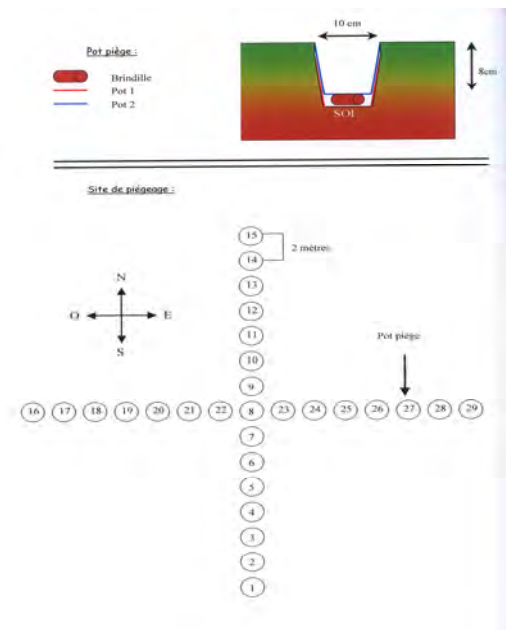 10 cm
Pot piège :
Brindille
Pot 1
Pot 2
8cm
SOL
Site de piégeage :
15
14
2 mètres
13
12
11
10
9
N
O E
S
Pot piège
16 17 18 19 20 21 22 8 23 24 25 26 27 28 29
7
6
5
4
3
2
1